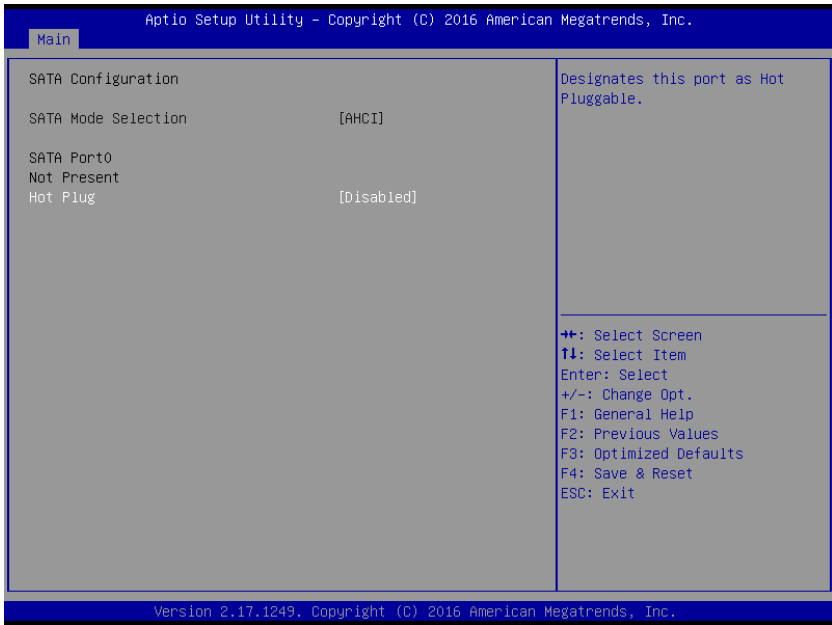 Aptio Setup Utility – Copyright (C) 2016 American Megatrends, Inc.
Main
SATA Configuration
SATA Mode Selection [AHCI]
SATA Port0
Not Present
Hot Plug [Disabled]
Designates this port as Hot
Pluggable.
→←: Select Screen
↑↓: Select Item
Enter: Select
+/-: Change Opt.
F1: General Help
F2: Previous Values
F3: Optimized Defaults
F4: Save & Reset
ESC: Exit
Version 2.17.1249. Copyright (C) 2016 American Megatrends, Inc.